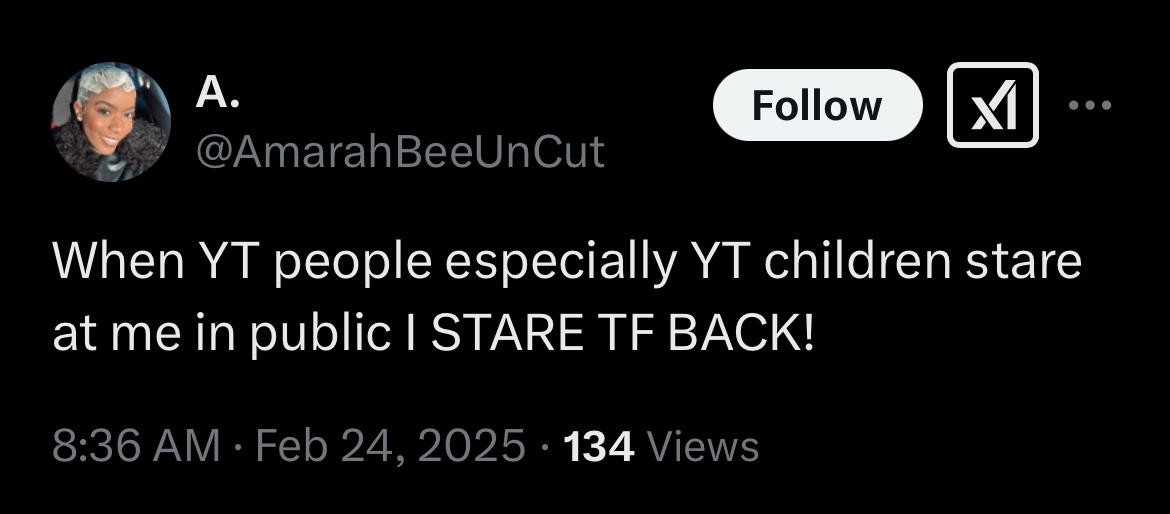 A.
@AmarahBeeUnCut
Follow
When YT people especially YT children stare
at me in public I STARE TF BACK!
8:36 AM · Feb 24, 2025 · 134 Views